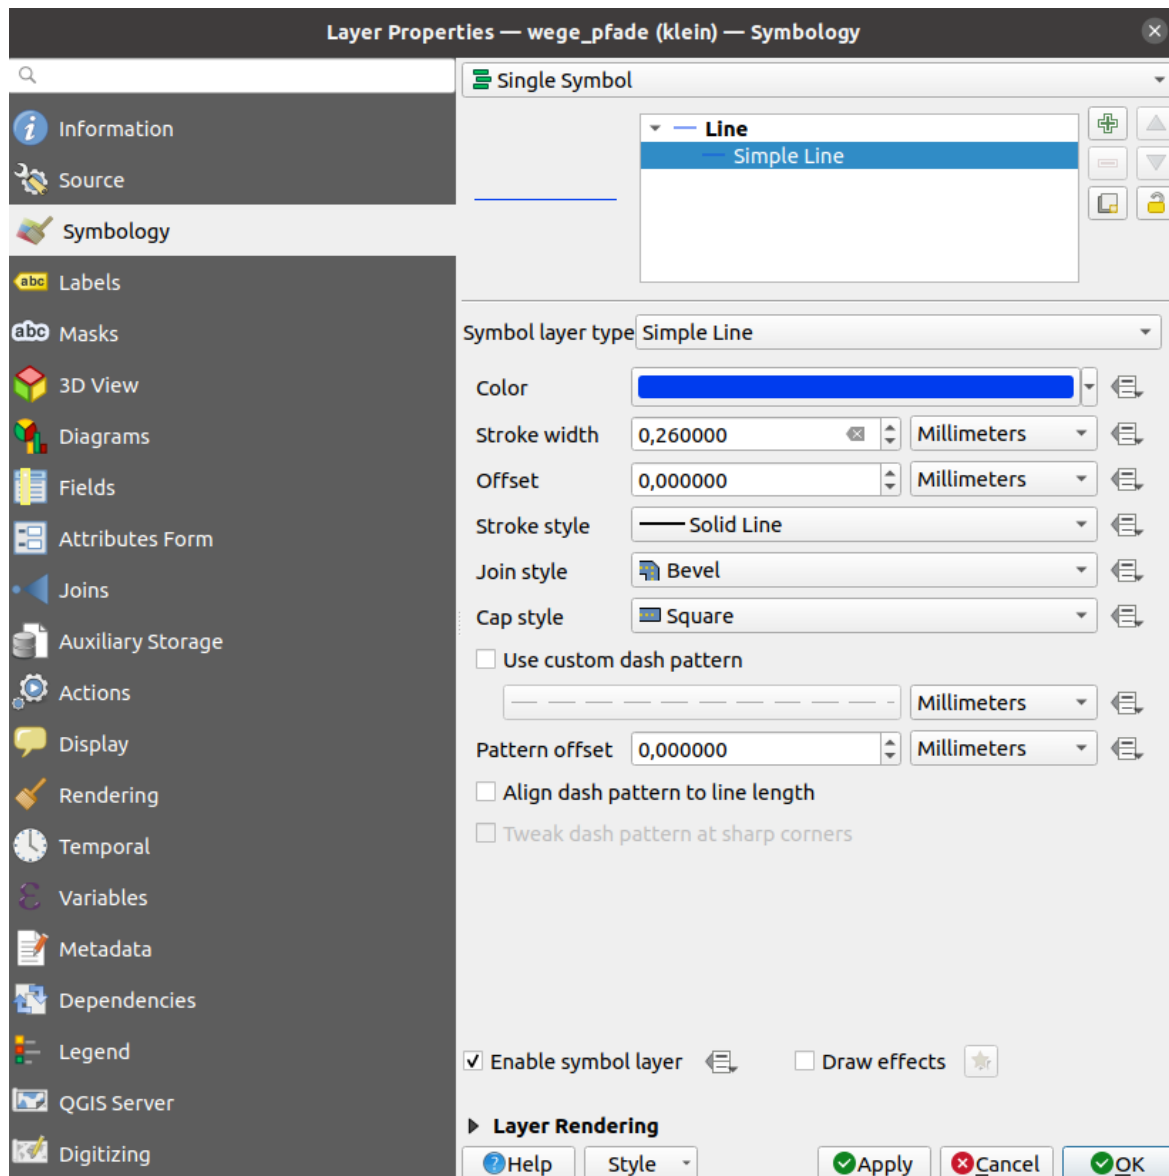 Layer Properties — wege_pfade (klein) — Symbology
Information
Source
Symbology
abc Labels
abc Masks
3D View
Diagrams
Fields
Attributes Form
Joins
Auxiliary Storage
Actions
Display
Rendering
Temporal
Variables
Metadata
Dependencies
Legend
QGIS Server
Digitizing
Single Symbol
Line
Simple Line
Symbol layer type Simple Line
Color
Stroke width 0,260000 Millimeters
Offset 0,000000 Millimeters
Stroke style Solid Line
Join style Bevel
Cap style Square
Use custom dash pattern
Millimeters
Pattern offset 0,000000 Millimeters
Align dash pattern to line length
Tweak dash pattern at sharp corners
Enable symbol layer Draw effects
Layer Rendering
Help Style Apply Cancel OK